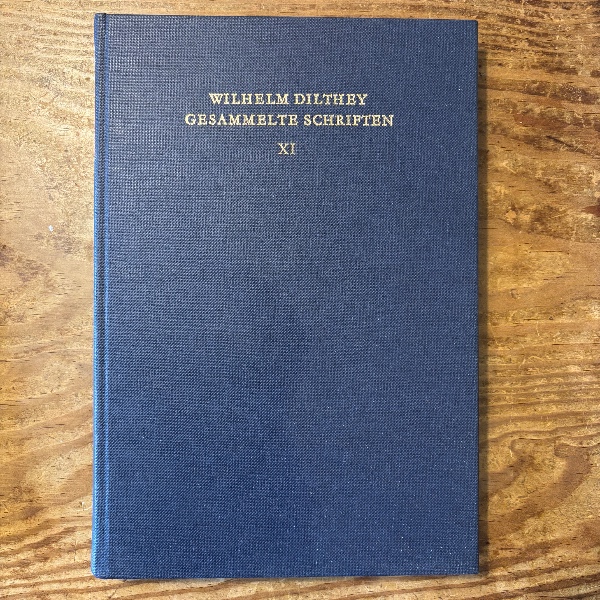 WILHELM DILTHEY
GESAMMELTE SCHRIFTEN
XI